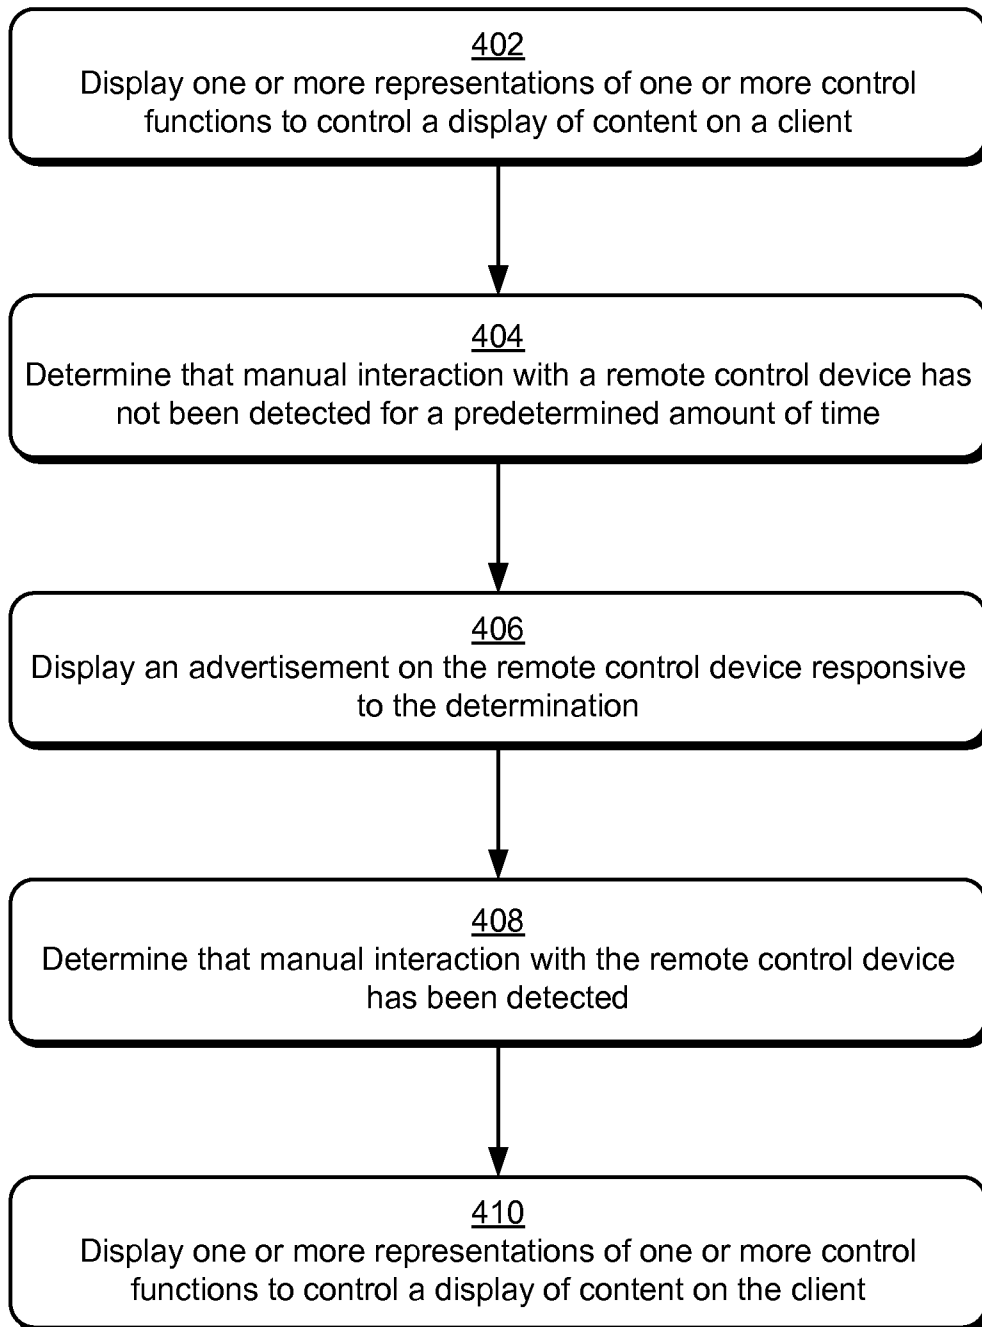 402
Display one or more representations of one or more control
functions to control a display of content on a client
404
Determine that manual interaction with a remote control device has
not been detected for a predetermined amount of time
406
Display an advertisement on the remote control device responsive
to the determination
408
Determine that manual interaction with the remote control device
has been detected
410
Display one or more representations of one or more control
functions to control a display of content on the client